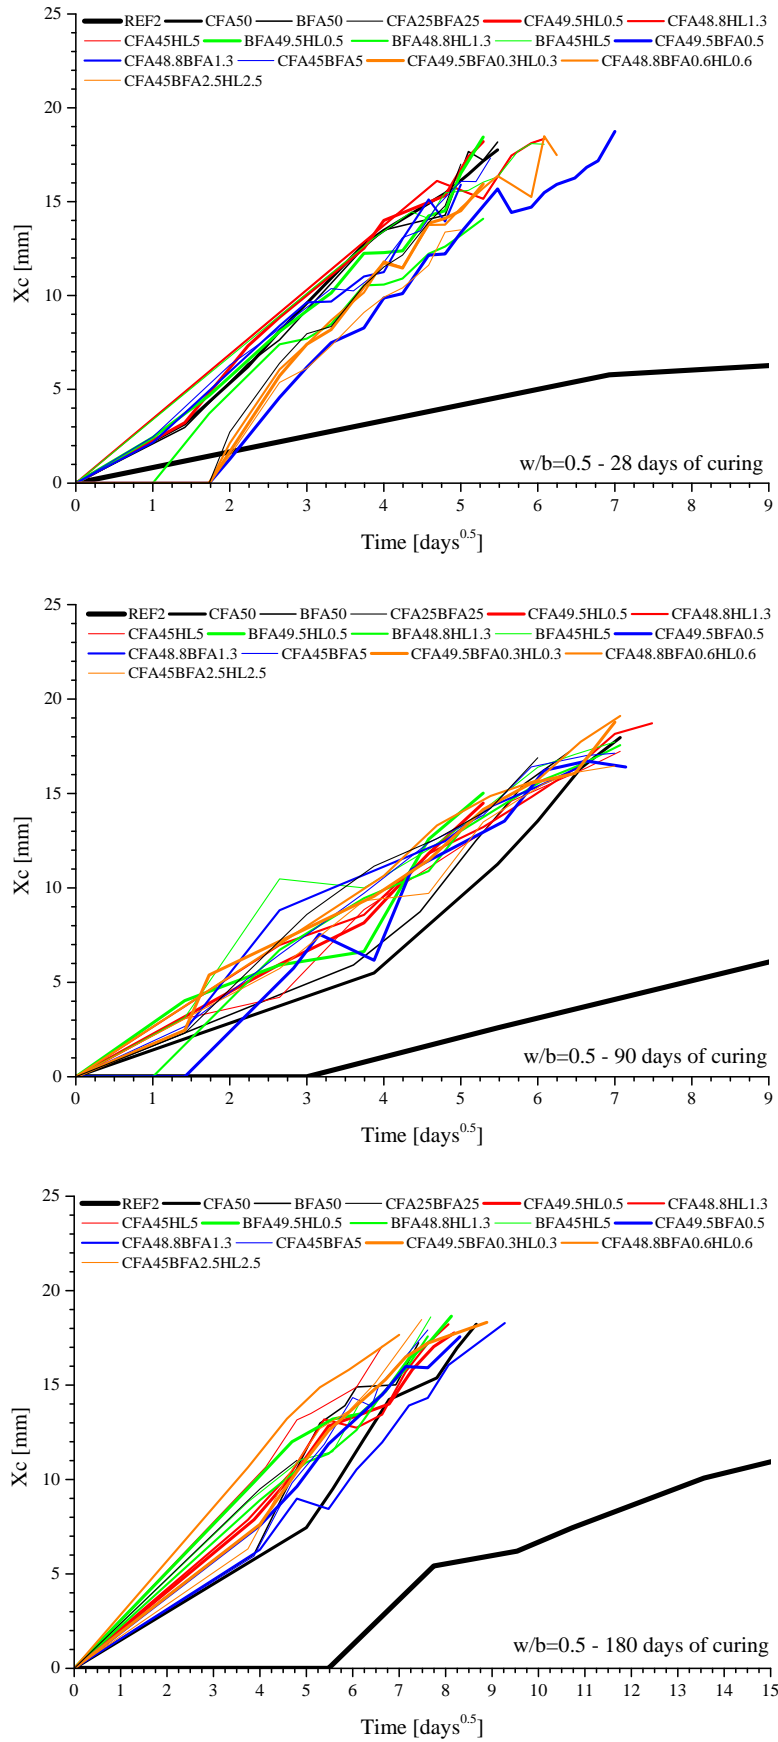 25
REF2 CFA50 BFA50 CFA25BFA25 CFA49.5HL0.5 CFA48.8HL1.3
CFA45HL5 BFA49.5HL0.5 BFA48.8HL1.3 BFA45HL5 CFA49.5BFA0.5
CFA48.8BFA1.3 CFA45BFA5 CFA49.5BFA0.3HL0.3 CFA48.8BFA0.6HL0.6
CFA45BFA2.5HL2.5
20
15
Xc [mm]
10
5
w/b=0.5 - 28 days of curing
0
0 1 2 3 4 5 6 7 8 9
Time [days^0.5]
25
REF2 CFA50 BFA50 CFA25BFA25 CFA49.5HL0.5 CFA48.8HL1.3
CFA45HL5 BFA49.5HL0.5 BFA48.8HL1.3 BFA45HL5 CFA49.5BFA0.5
CFA48.8BFA1.3 CFA45BFA5 CFA49.5BFA0.3HL0.3 CFA48.8BFA0.6HL0.6
CFA45BFA2.5HL2.5
20
15
Xc [mm]
10
5
w/b=0.5 - 90 days of curing
0
0 1 2 3 4 5 6 7 8 9
Time [days^0.5]
25
REF2 CFA50 BFA50 CFA25BFA25 CFA49.5HL0.5 CFA48.8HL1.3
CFA45HL5 BFA49.5HL0.5 BFA48.8HL1.3 BFA45HL5 CFA49.5BFA0.5
CFA48.8BFA1.3 CFA45BFA5 CFA49.5BFA0.3HL0.3 CFA48.8BFA0.6HL0.6
CFA45BFA2.5HL2.5
20
15
Xc [mm]
10
5
w/b=0.5 - 180 days of curing
0
0 1 2 3 4 5 6 7 8 9 10 11 12 13 14 15
Time [days^0.5]